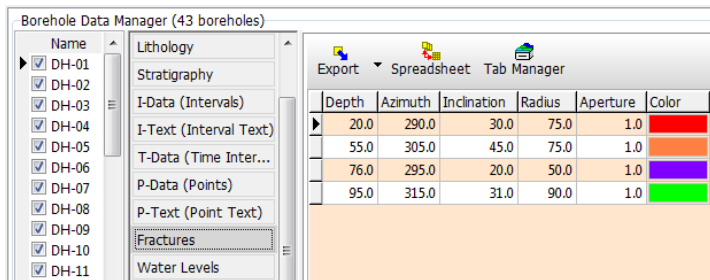 Borehole Data Manager (43 boreholes)
Name
DH-01
DH-02
DH-03
DH-04
DH-05
DH-06
DH-07
DH-08
DH-09
DH-10
DH-11
Lithology
Stratigraphy
I-Data (Intervals)
I-Text (Interval Text)
T-Data (Time Inter...
P-Data (Points)
P-Text (Point Text)
Fractures
Water Levels
Export Spreadsheet Tab Manager
Depth Azimuth Inclination Radius Aperture Color
20.0 290.0 30.0 75.0 1.0
55.0 305.0 45.0 75.0 1.0
76.0 295.0 20.0 50.0 1.0
95.0 315.0 31.0 90.0 1.0